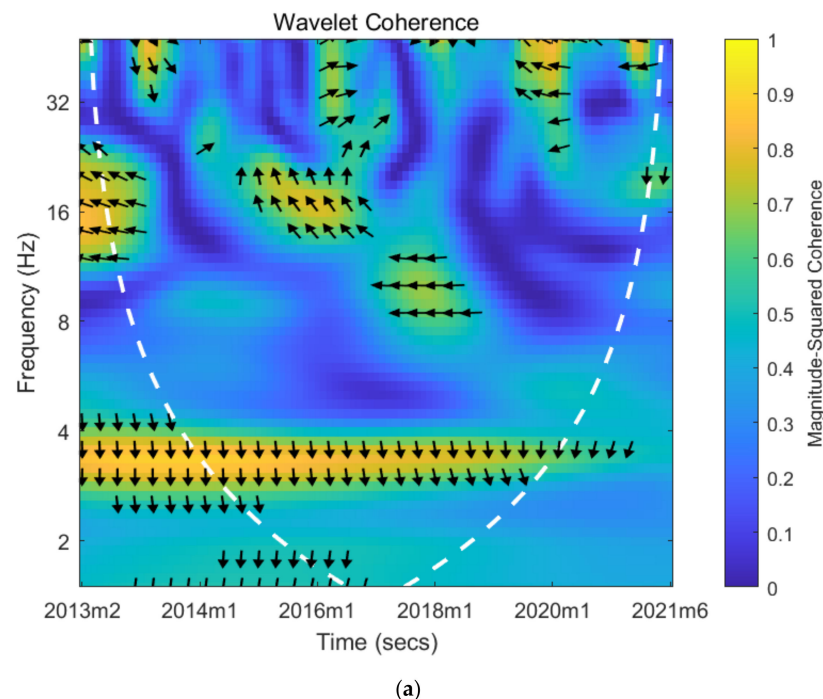 Wavelet Coherence
32
16
8
4
2
Frequency (Hz)
2013m2 2014m1 2016m1 2018m1 2020m1 2021m6
Time (secs)
1
0.9
0.8
0.7
0.6
0.5
0.4
0.3
0.2
0.1
0
Magnitude-Squared Coherence
(a)